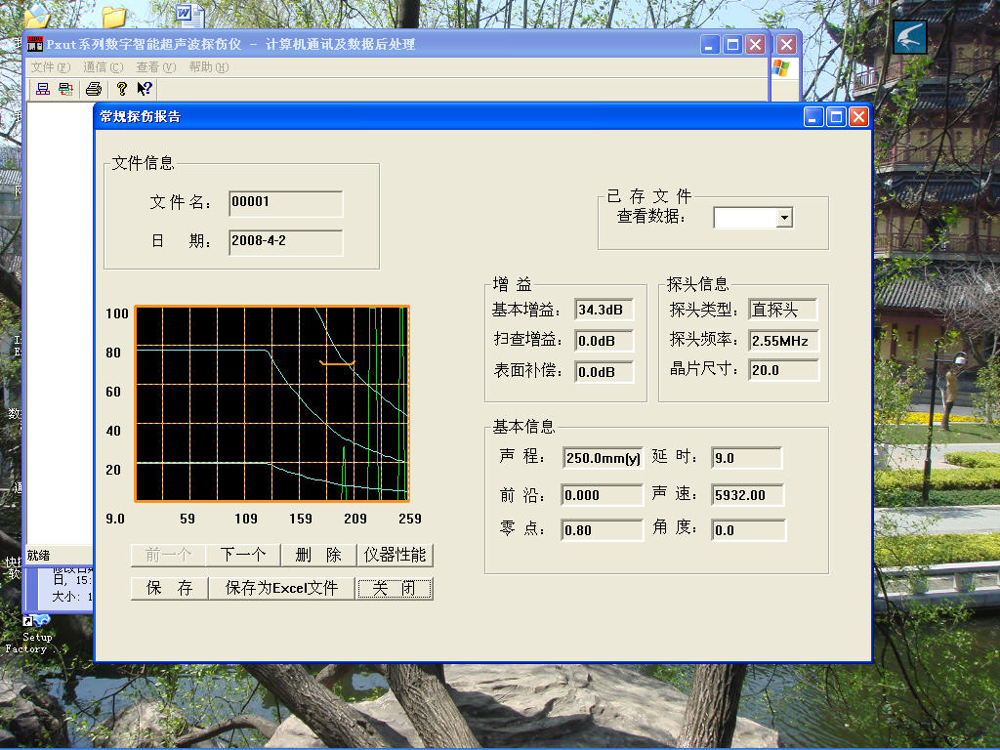 Pxut系列数字智能超声波探伤仪 - 计算机通讯及数据后处理
文件(F) 通信(C) 查看(V) 帮助(H)
常规探伤报告
文件信息
文 件 名： 00001
日 期： 2008-4-2
已 存 文 件
查看数据：
增 益
基本增益： 34.3dB
扫查增益： 0.0dB
表面补偿： 0.0dB
探头信息
探头类型： 直探头
探头频率： 2.55MHz
晶片尺寸： 20.0
100
80
60
40
20
9.0 59 109 159 209 259
基本信息
声 程： 250.0mm(y) 延 时： 9.0
前 沿： 0.000 声 速： 5932.00
零 点： 0.80 角 度： 0.0
前一个 下一个 删 除 仪器性能
保 存 保存为Excel文件 关 闭
就绪
日, 15:
大小: 1
Setup
Factory ...